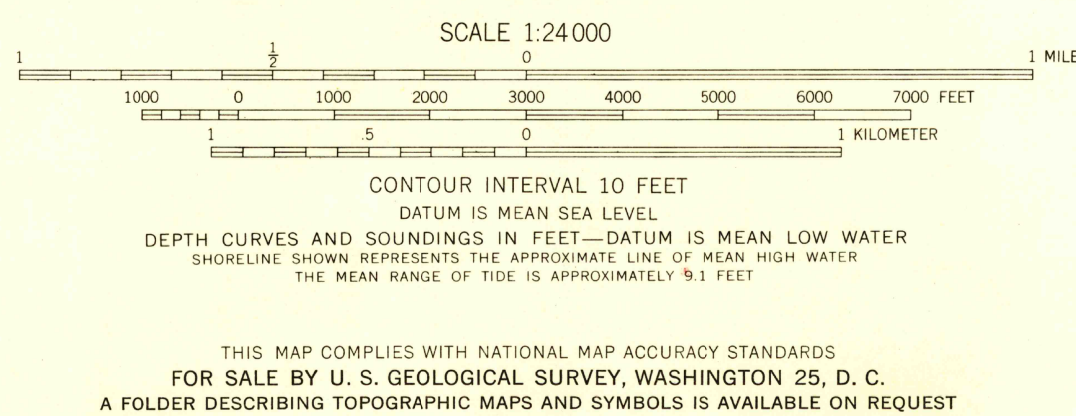 SCALE 1:24 000
1 ½ 0 1 MILE
1000 0 1000 2000 3000 4000 5000 6000 7000 FEET
1 .5 0 1 KILOMETER
CONTOUR INTERVAL 10 FEET
DATUM IS MEAN SEA LEVEL
DEPTH CURVES AND SOUNDINGS IN FEET—DATUM IS MEAN LOW WATER
SHORELINE SHOWN REPRESENTS THE APPROXIMATE LINE OF MEAN HIGH WATER
THE MEAN RANGE OF TIDE IS APPROXIMATELY 9.1 FEET
THIS MAP COMPLIES WITH NATIONAL MAP ACCURACY STANDARDS
FOR SALE BY U. S. GEOLOGICAL SURVEY, WASHINGTON 25, D. C.
A FOLDER DESCRIBING TOPOGRAPHIC MAPS AND SYMBOLS IS AVAILABLE ON REQUEST